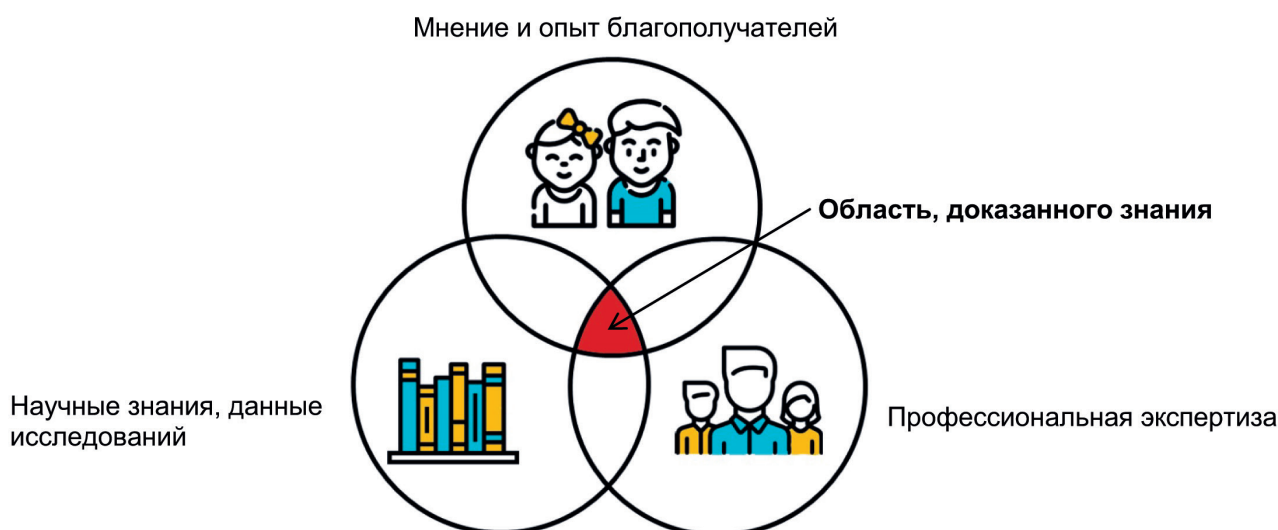 Мнение и опыт благополучателей
Область, доказанного знания
Научные знания, данные
исследований
Профессиональная экспертиза